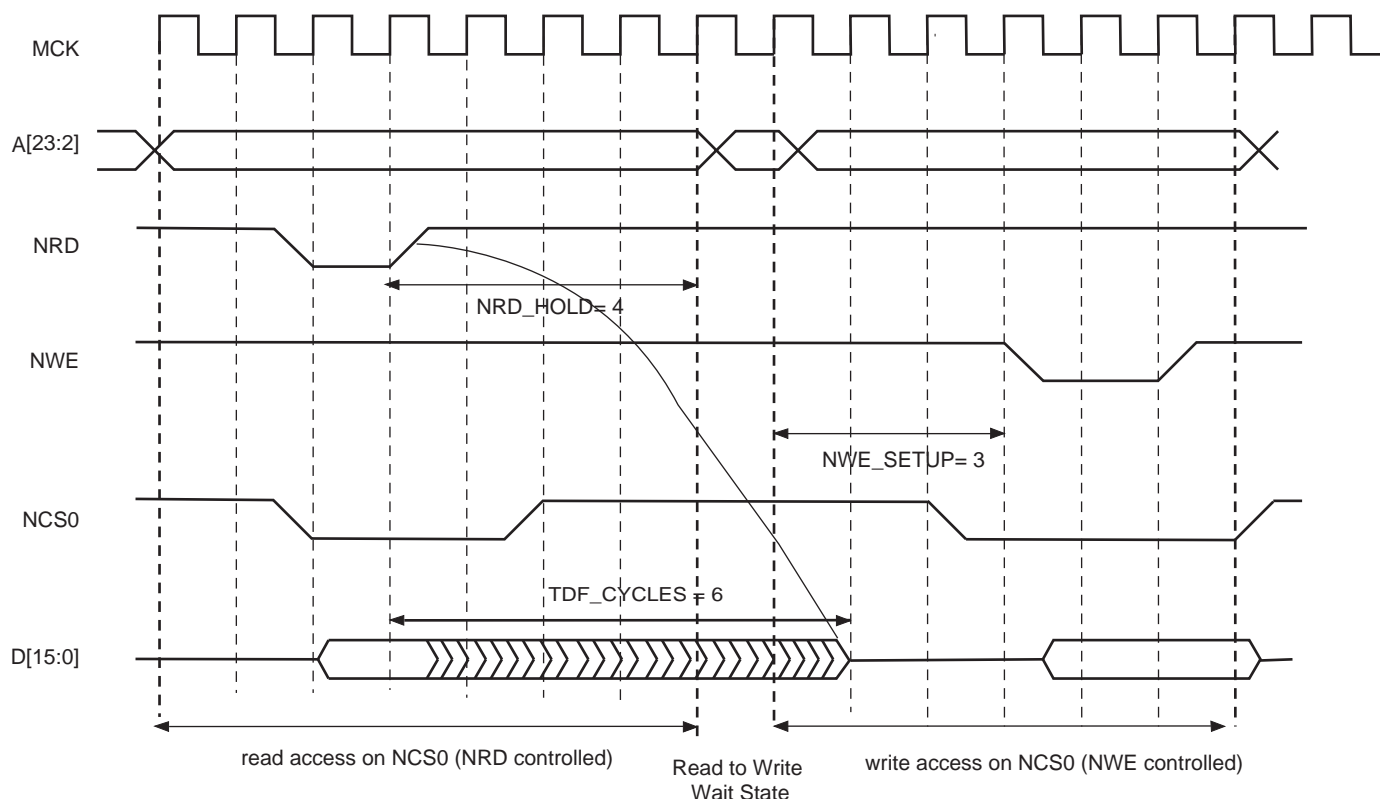 MCK
A[23:2]
NRD
NRD_HOLD= 4
NWE
NWE_SETUP= 3
NCS0
TDF_CYCLES = 6
D[15:0]
read access on NCS0 (NRD controlled)
Read to Write
Wait State
write access on NCS0 (NWE controlled)